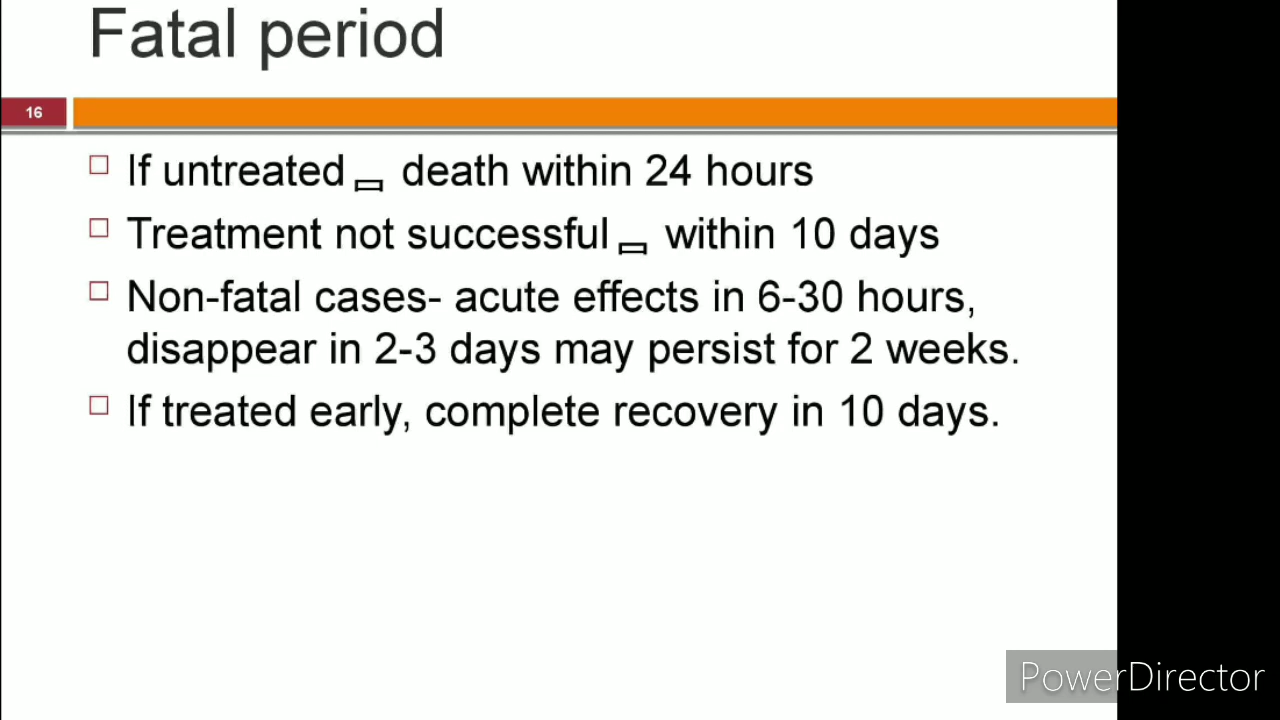 Fatal period
16
If untreated death within 24 hours
Treatment not successful within 10 days
Non-fatal cases- acute effects in 6-30 hours,
disappear in 2-3 days may persist for 2 weeks.
If treated early, complete recovery in 10 days.
PowerDirector